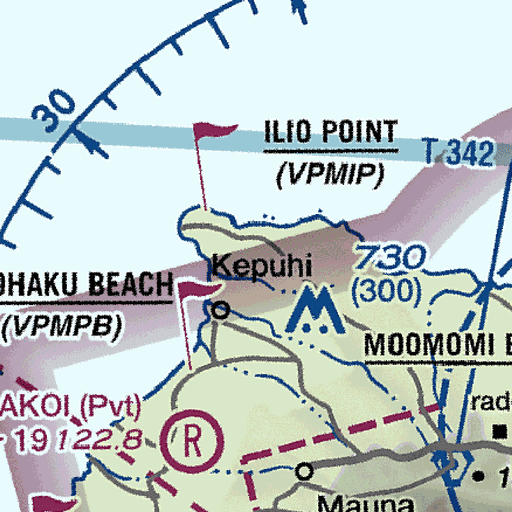 30
ILIO POINT
(VPMIP)
T 342
Kepuhi
730
(300)
OHAKU BEACH
(VPMPB)
MOOMOMI
AKOI (Pvt)
19 122.8
R
rad
Mauna
1